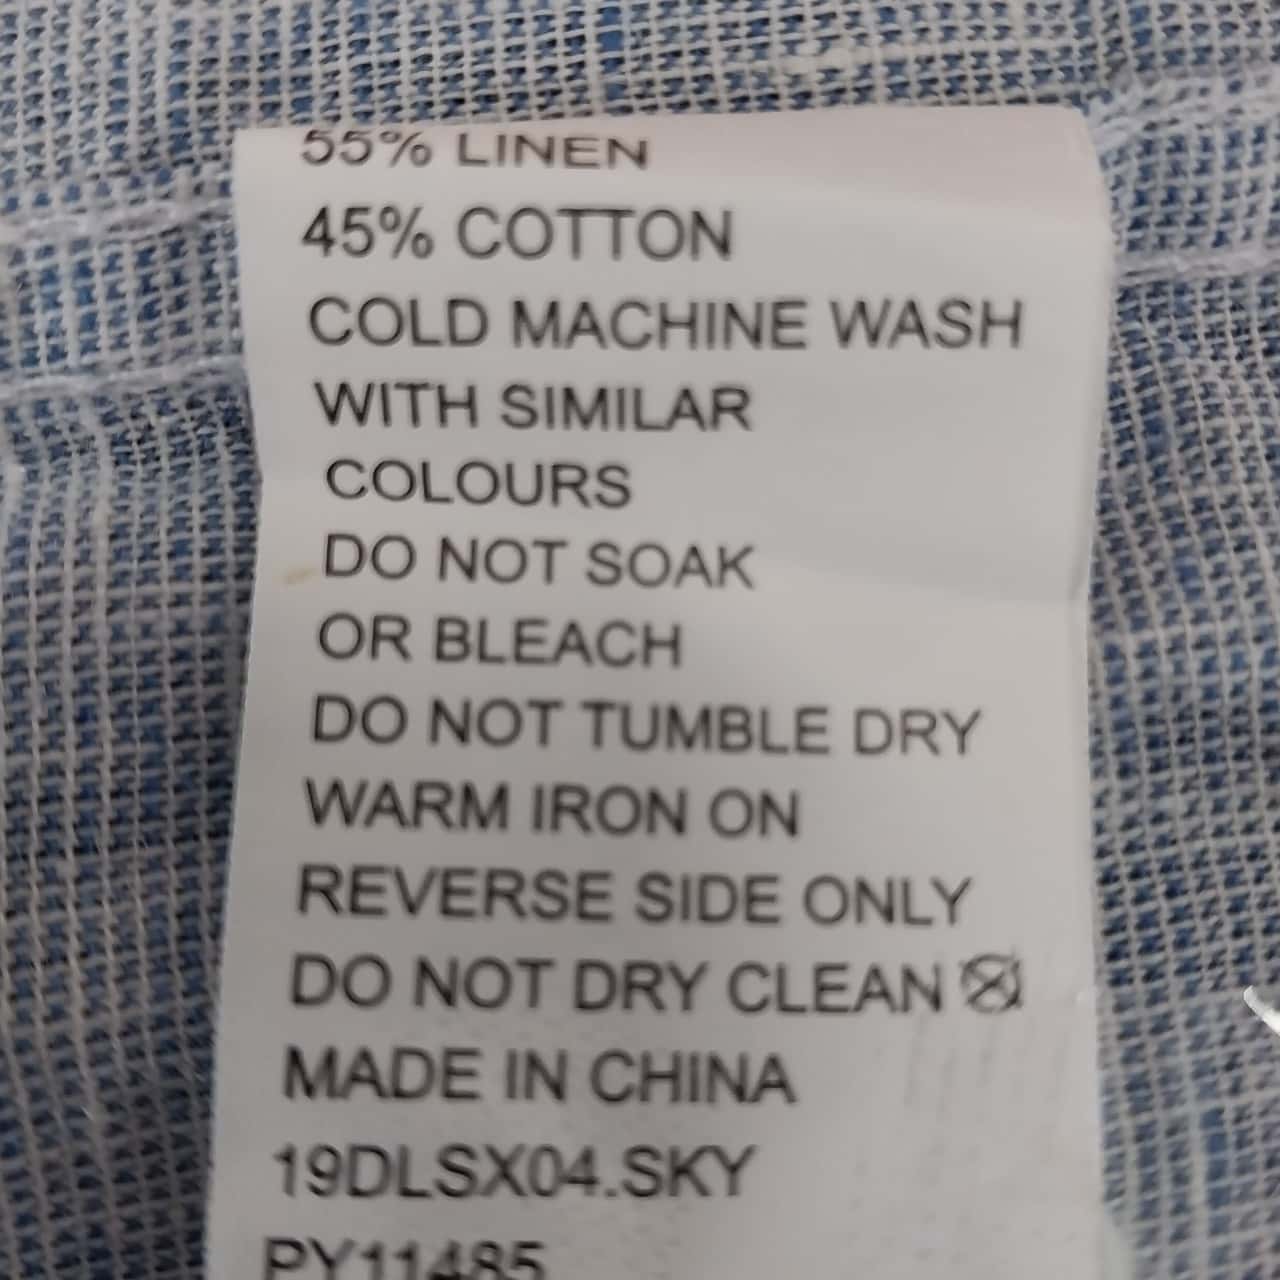 55% LINEN
45% COTTON
COLD MACHINE WASH
WITH SIMILAR
COLOURS
DO NOT SOAK
OR BLEACH
DO NOT TUMBLE DRY
WARM IRON ON
REVERSE SIDE ONLY
DO NOT DRY CLEAN
MADE IN CHINA
19DLSX04.SKY
PY11485